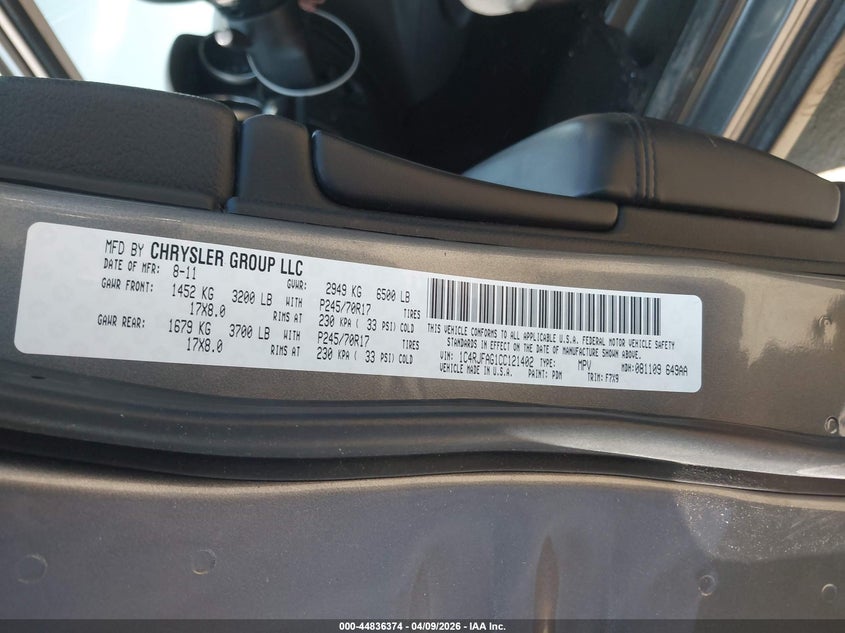 MFD BY CHRYSLER GROUP LLC
DATE OF MFR: 8-11 GVWR: 2949 KG 6500 LB
GAWR FRONT: 1452 KG 3200 LB WITH P245/70R17 TIRES
17X8.0 RIMS AT 230 KPA ( 33 PSI) COLD
GAWR REAR: 1679 KG 3700 LB WITH P245/70R17 TIRES
17X8.0 RIMS AT 230 KPA ( 33 PSI) COLD
THIS VEHICLE CONFORMS TO ALL APPLICABLE U.S.A. FEDERAL MOTOR VEHICLE SAFETY
STANDARDS IN EFFECT ON THE DATE OF MANUFACTURE SHOWN ABOVE.
VIN: 1C4RJFAG1CC121402 TYPE: MPV MDH: 081109 649AA
VEHICLE MADE IN U.S.A. PAINT: PDM TRIM: F7X9
000-44836374 | 04/09/2026 | IAA Inc.